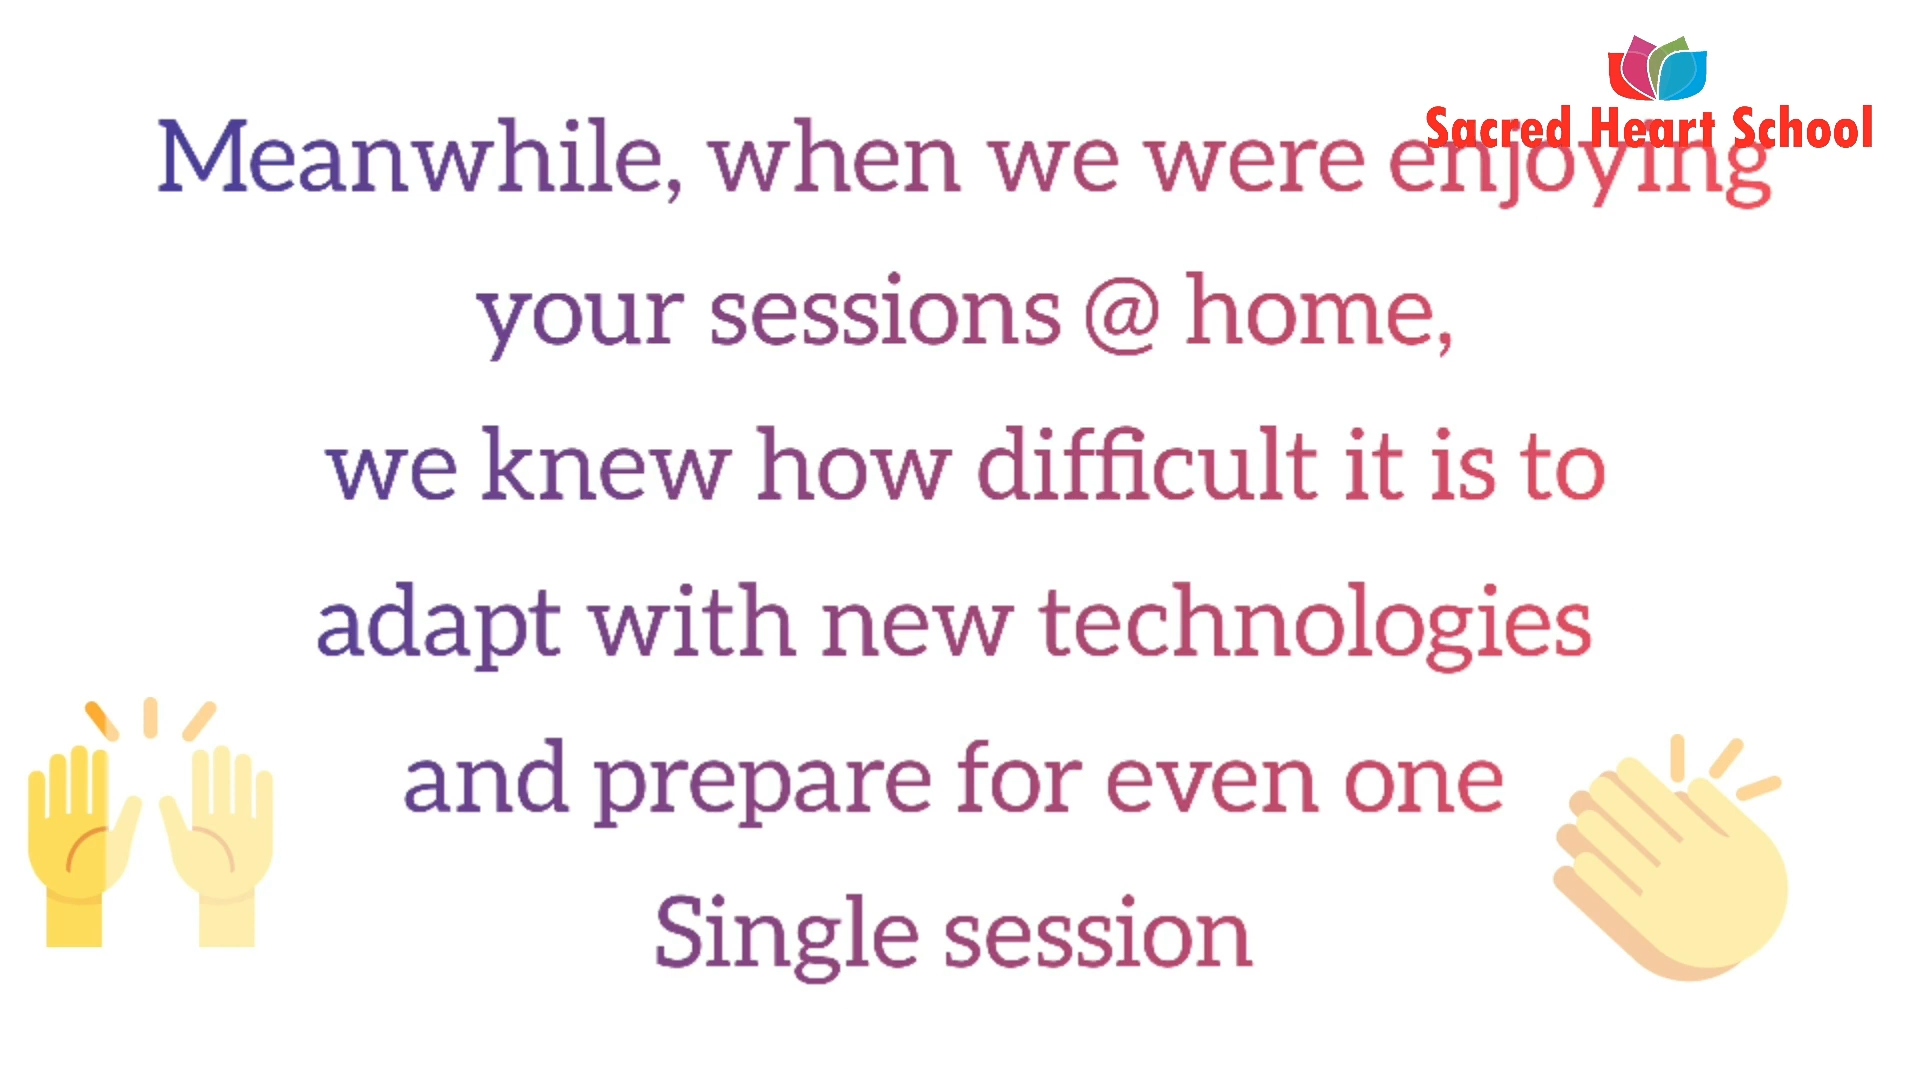 Sacred Heart School
Meanwhile, when we were enjoying
your sessions @ home,
we knew how difficult it is to
adapt with new technologies
and prepare for even one
Single session